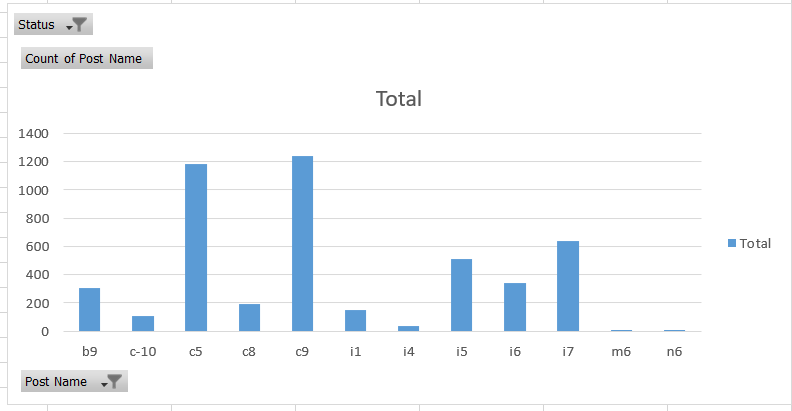 Status
Count of Post Name
Total
1400
1200
1000
800
600
400
200
0
b9 c-10 c5 c8 c9 i1 i4 i5 i6 i7 m6 n6
Total
Post Name